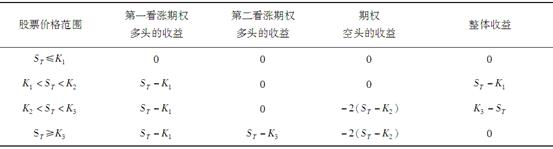 股票价格范围 第一看涨期权多头的收益 第二看涨期权多头的收益 期权空头的收益 整体收益
S_T≤K_1 0 0 0 0
K_1<S_T<K_2 S_T−K_1 0 0 S_T−K_1
K_2<S_T<K_3 S_T−K_1 0 −2(S_T−K_2) K_3−S_T
S_T≥K_3 S_T−K_1 S_T−K_3 −2(S_T−K_2) 0